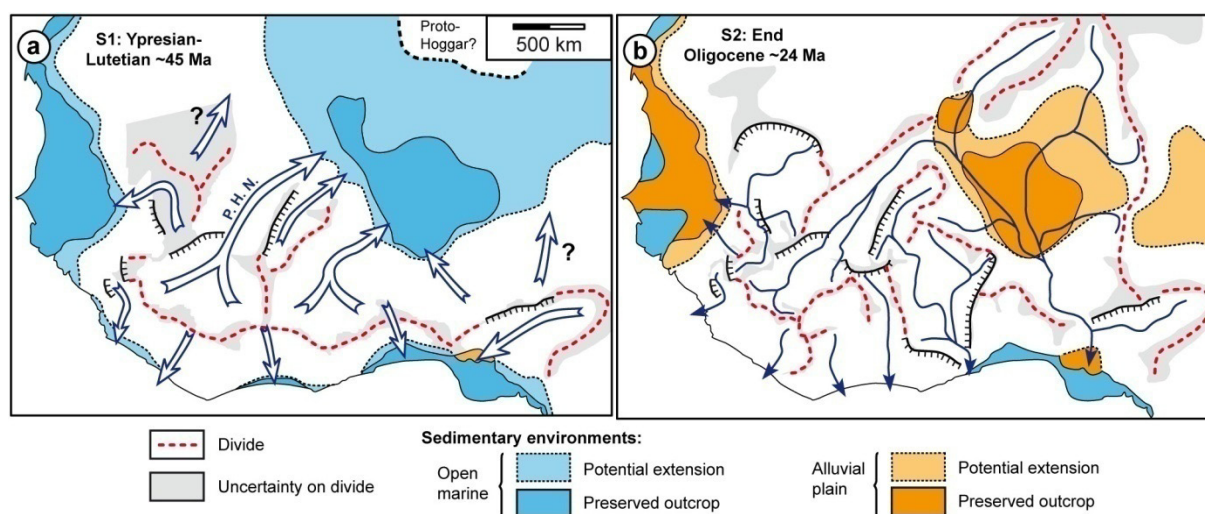 a
S1: Ypresian-
Lutetian ~45 Ma
Proto-
Hoggar?
500 km
?
P. H. N.
?
b
S2: End
Oligocene ~24 Ma
Divide
Uncertainty on divide
Sedimentary environments:
Open
marine
Potential extension
Preserved outcrop
Alluvial
plain
Potential extension
Preserved outcrop